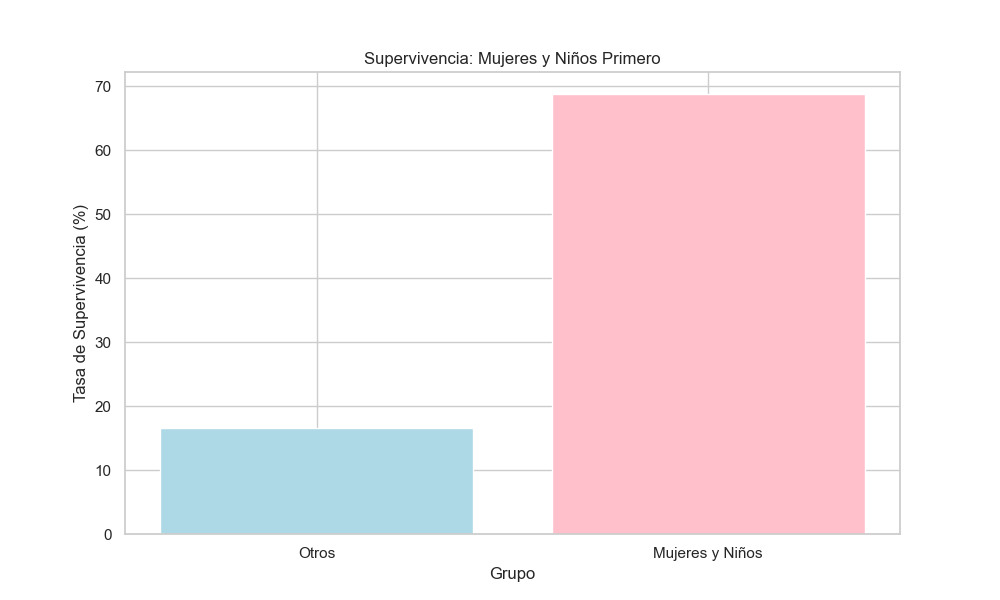 Supervivencia: Mujeres y Niños Primero
Tasa de Supervivencia (%)
70
60
50
40
30
20
10
0
Otros
Mujeres y Niños
Grupo